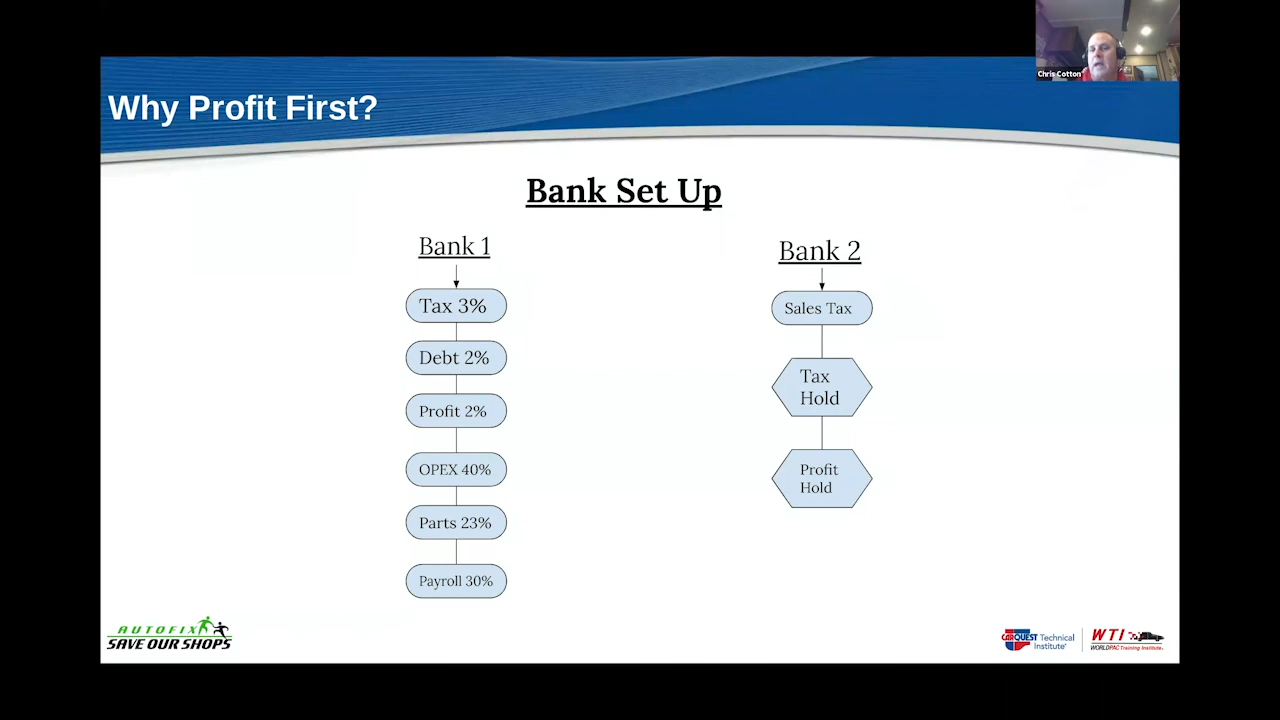 Chris Cotton
Why Profit First?
Bank Set Up
Bank 1
Tax 3%
Debt 2%
Profit 2%
OPEX 40%
Parts 23%
Payroll 30%
Bank 2
Sales Tax
Tax
Hold
Profit
Hold
AUTOFIX
SAVE OUR SHOPS
CARQUEST Technical
Institute
WTI
WORLDPAC Training Institute.